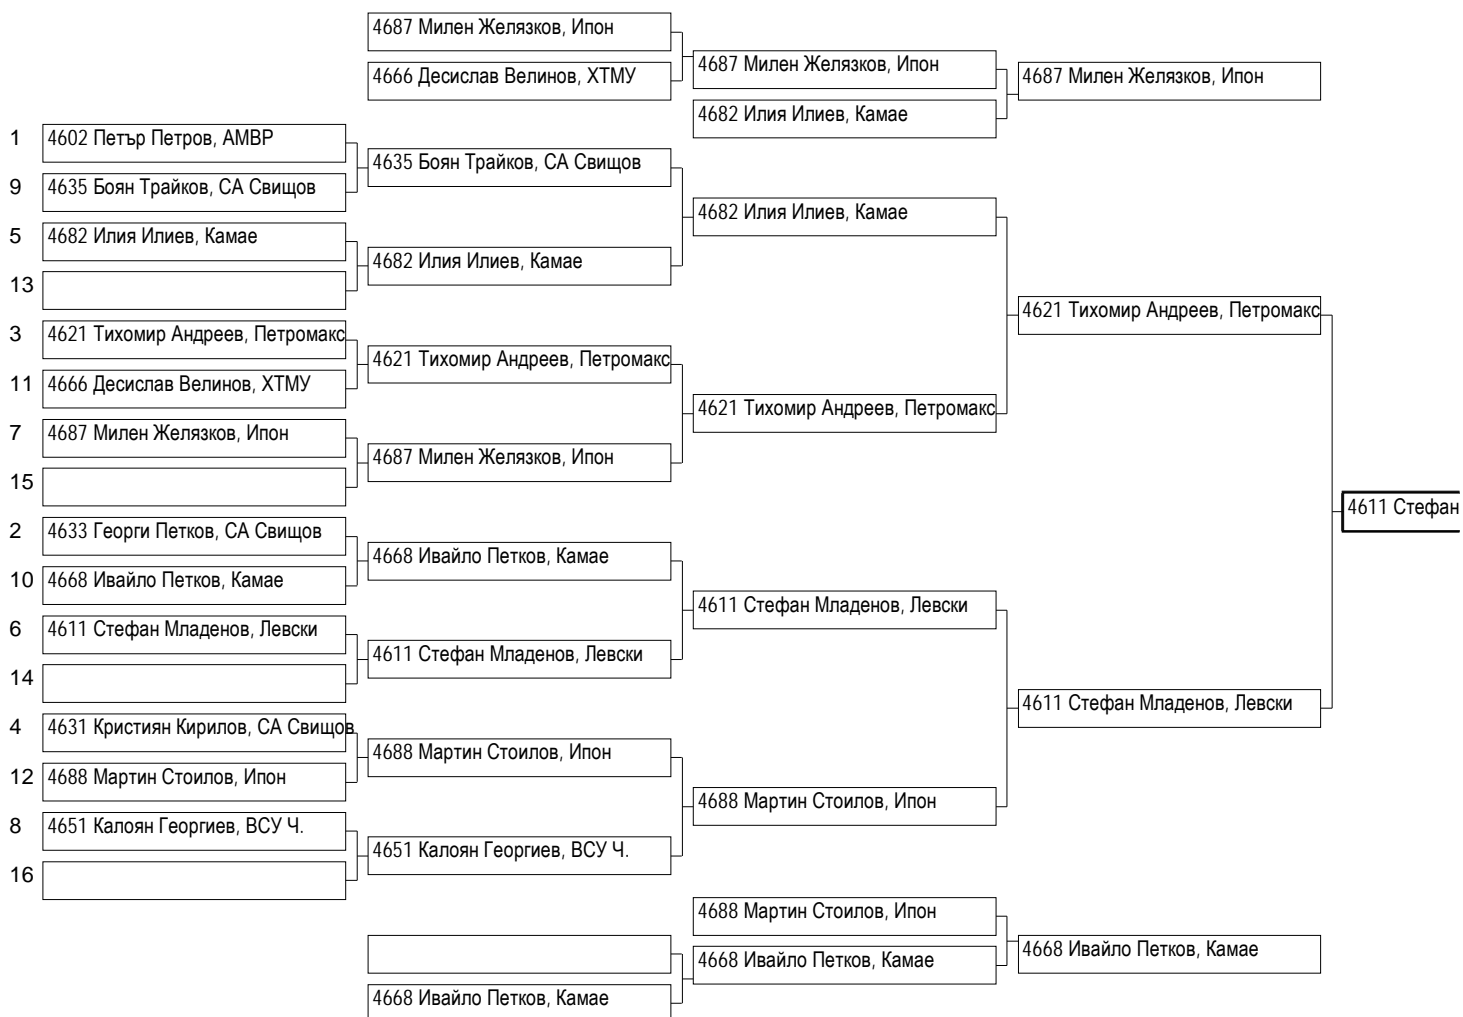 4687 Милен Желязков, Ипон
4666 Десислав Велинов, ХТМУ
4687 Милен Желязков, Ипон
4682 Илия Илиев, Камае
4687 Милен Желязков, Ипон
1 4602 Петър Петров, АМВР
9 4635 Боян Трайков, СА Свищов
5 4682 Илия Илиев, Камае
13
3 4621 Тихомир Андреев, Петромакс
11 4666 Десислав Велинов, ХТМУ
7 4687 Милен Желязков, Ипон
15
2 4633 Георги Петков, СА Свищов
10 4668 Ивайло Петков, Камае
6 4611 Стефан Младенов, Левски
14
4 4631 Кристиян Кирилов, СА Свищов
12 4688 Мартин Стоилов, Ипон
8 4651 Калоян Георгиев, ВСУ Ч.
16
4635 Боян Трайков, СА Свищов
4682 Илия Илиев, Камае
4621 Тихомир Андреев, Петромакс
4687 Милен Желязков, Ипон
4668 Ивайло Петков, Камае
4611 Стефан Младенов, Левски
4688 Мартин Стоилов, Ипон
4651 Калоян Георгиев, ВСУ Ч.
4682 Илия Илиев, Камае
4621 Тихомир Андреев, Петромакс
4611 Стефан Младенов, Левски
4688 Мартин Стоилов, Ипон
4621 Тихомир Андреев, Петромакс
4611 Стефан Младенов, Левски
4611 Стефан
4688 Мартин Стоилов, Ипон
4668 Ивайло Петков, Камае
4668 Ивайло Петков, Камае
4668 Ивайло Петков, Камае